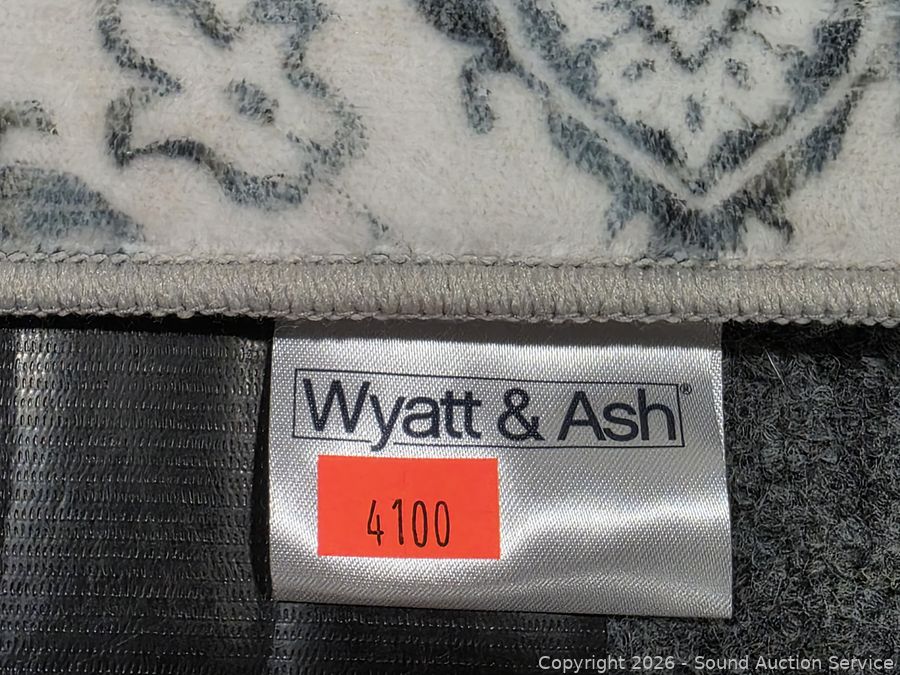 Wyatt & Ash®
4100
Copyright 2026 - Sound Auction Service